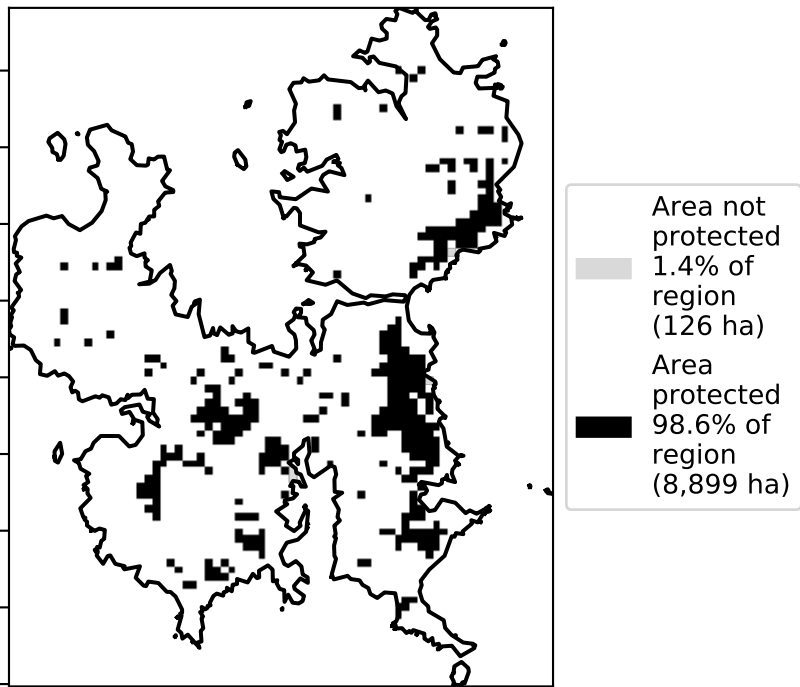 Area not
protected
1.4% of
region
(126 ha)
Area
protected
98.6% of
region
(8,899 ha)